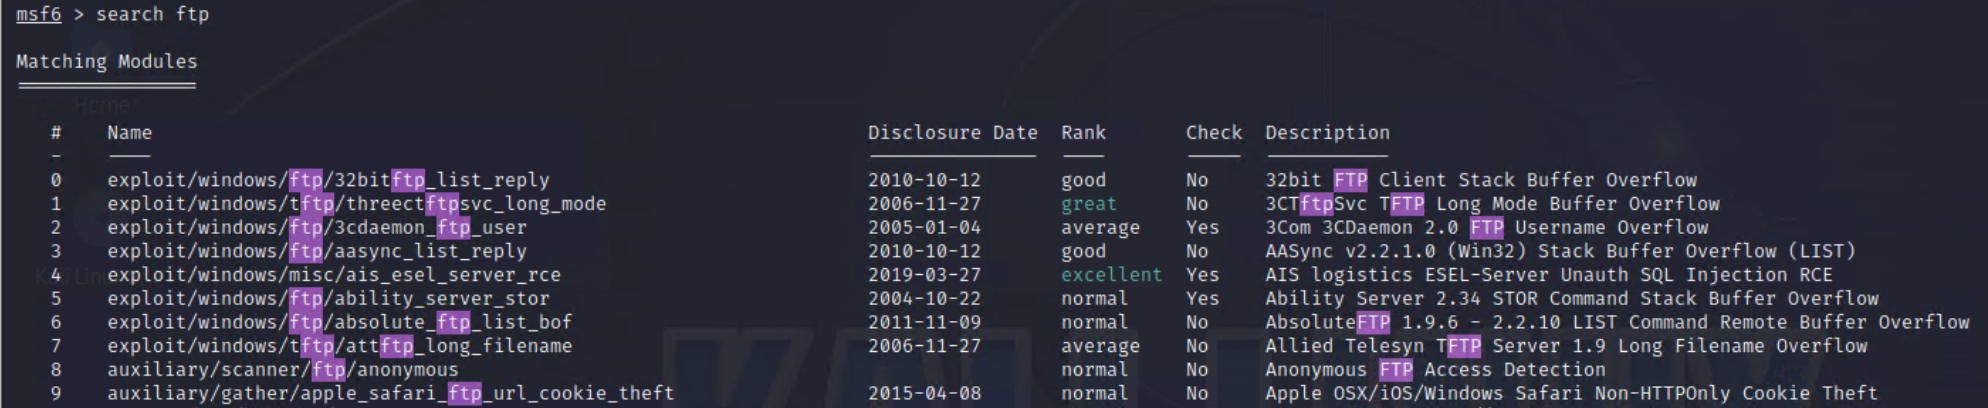 msf6 > search ftp
Matching Modules
================
# Name Disclosure Date Rank Check Description
- ---- --------------- ---- ----- -----------
0 exploit/windows/ftp/32bitftp_list_reply 2010-10-12 good No 32bit FTP Client Stack Buffer Overflow
1 exploit/windows/tftp/threectftpsvc_long_mode 2006-11-27 great No 3CTftpSvc TFTP Long Mode Buffer Overflow
2 exploit/windows/ftp/3cdaemon_ftp_user 2005-01-04 average Yes 3Com 3CDaemon 2.0 FTP Username Overflow
3 exploit/windows/ftp/aasync_list_reply 2010-10-12 good No AASync v2.2.1.0 (Win32) Stack Buffer Overflow (LIST)
4 exploit/windows/misc/ais_esel_server_rce 2019-03-27 excellent Yes AIS logistics ESEL-Server Unauth SQL Injection RCE
5 exploit/windows/ftp/ability_server_stor 2004-10-22 normal Yes Ability Server 2.34 STOR Command Stack Buffer Overflow
6 exploit/windows/ftp/absolute_ftp_list_bof 2011-11-09 normal No AbsoluteFTP 1.9.6 - 2.2.10 LIST Command Remote Buffer Overflow
7 exploit/windows/tftp/attftp_long_filename 2006-11-27 average No Allied Telesyn TFTP Server 1.9 Long Filename Overflow
8 auxiliary/scanner/ftp/anonymous normal No Anonymous FTP Access Detection
9 auxiliary/gather/apple_safari_ftp_url_cookie_theft 2015-04-08 normal No Apple OSX/iOS/Windows Safari Non-HTTPOnly Cookie Theft